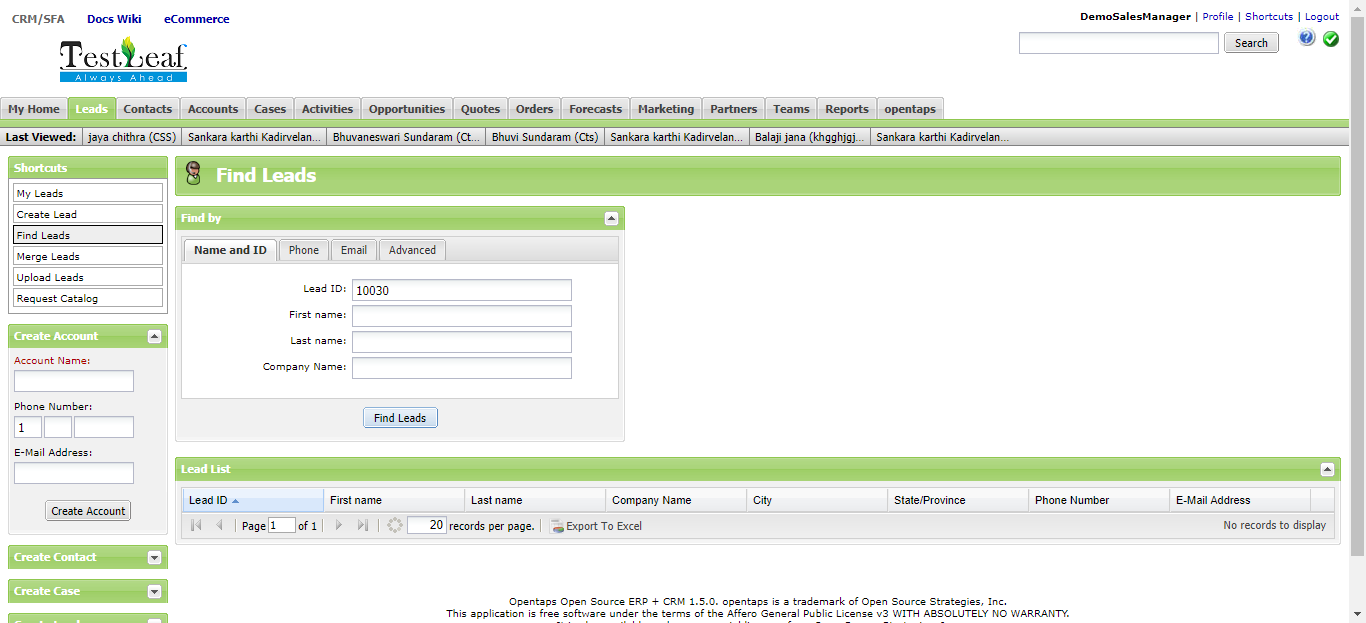 CRM/SFA Docs Wiki eCommerce
DemoSalesManager | Profile | Shortcuts | Logout
TestLeaf
Always Ahead
Search
My Home Leads Contacts Accounts Cases Activities Opportunities Quotes Orders Forecasts Marketing Partners Teams Reports opentaps
Last Viewed: jaya chithra (CSS) Sankara karthi Kadirvelan... Bhuvaneswari Sundaram (Ct... Bhuvi Sundaram (Cts) Sankara karthi Kadirvelan... Balaji jana (khgghjgj... Sankara karthi Kadirvelan...
Shortcuts
My Leads
Create Lead
Find Leads
Merge Leads
Upload Leads
Request Catalog
Create Account
Account Name:
Phone Number:
1
E-Mail Address:
Create Account
Create Contact
Create Case
Find Leads
Find by
Name and ID Phone Email Advanced
Lead ID: 10030
First name:
Last name:
Company Name:
Find Leads
Lead List
Lead ID First name Last name Company Name City State/Province Phone Number E-Mail Address
Page 1 of 1 20 records per page. Export To Excel No records to display
Opentaps Open Source ERP + CRM 1.5.0. opentaps is a trademark of Open Source Strategies, Inc.
This application is free software under the terms of the Affero General Public License v3 WITH ABSOLUTELY NO WARRANTY.